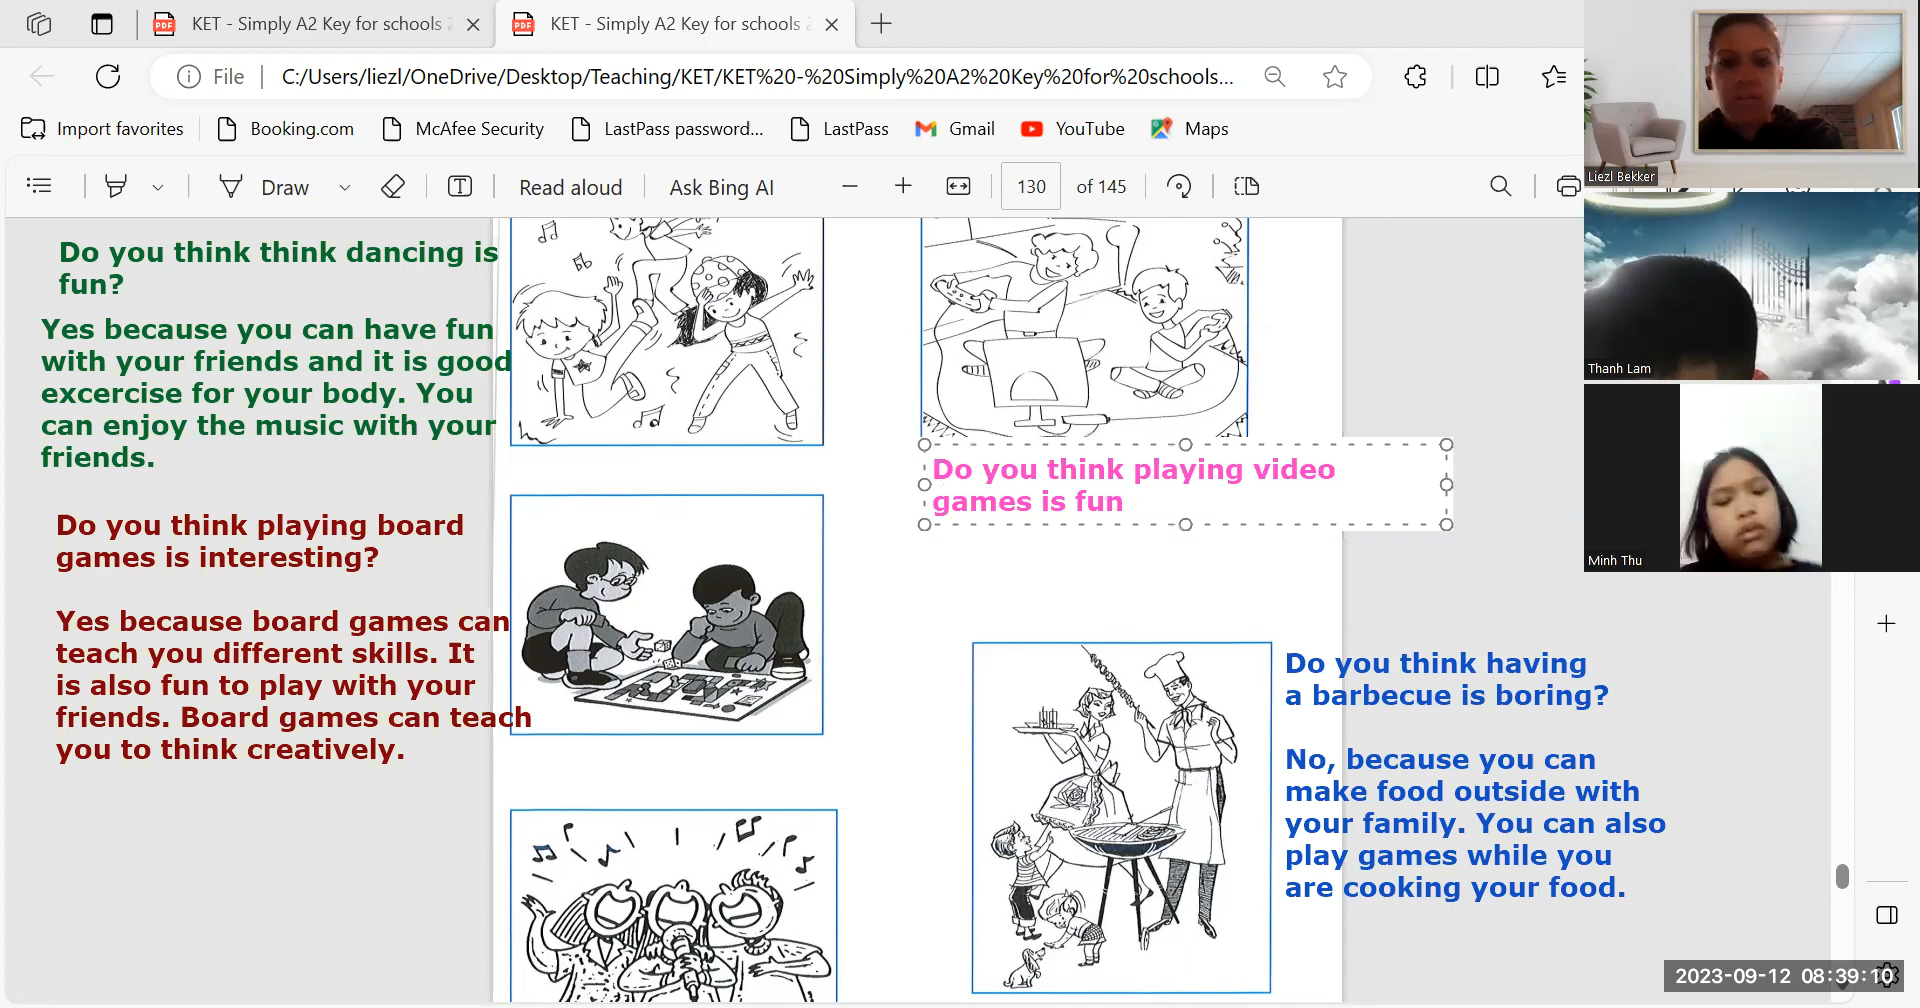 KET - Simply A2 Key for schools 2
KET - Simply A2 Key for schools 2
File
C:/Users/liezl/OneDrive/Desktop/Teaching/KET/KET%20-%20Simply%20A2%20Key%20for%20schools...
Import favorites
Booking.com
McAfee Security
LastPass password...
LastPass
Gmail
YouTube
Maps
Draw
Read aloud
Ask Bing AI
130
of 145
Liezl Bekker
Thanh Lam
Minh Thu
Do you think think dancing is
fun?
Yes because you can have fun
with your friends and it is good
excercise for your body. You
can enjoy the music with your
friends.
Do you think playing board
games is interesting?
Yes because board games can
teach you different skills. It
is also fun to play with your
friends. Board games can teach
you to think creatively.
Do you think playing video
games is fun
Do you think having
a barbecue is boring?
No, because you can
make food outside with
your family. You can also
play games while you
are cooking your food.
2023-09-12 08:39:10